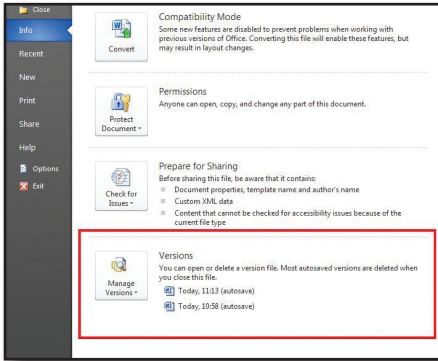 Close
Info
Recent
New
Print
Share
Help
Options
Exit
Convert
Compatibility Mode
Some new features are disabled to prevent problems when working with
previous versions of Office. Converting this file will enable these features, but
may result in layout changes.
Protect
Document
Permissions
Anyone can open, copy, and change any part of this document.
Check for
Issues
Prepare for Sharing
Before sharing this file, be aware that it contains:
Document properties, template name and author's name
Custom XML data
Content that cannot be checked for accessibility issues because of the
current file type
Manage
Versions
Versions
You can open or delete a version file. Most autosaved versions are deleted when
you close this file.
Today, 11:13 (autosave)
Today, 10:58 (autosave)